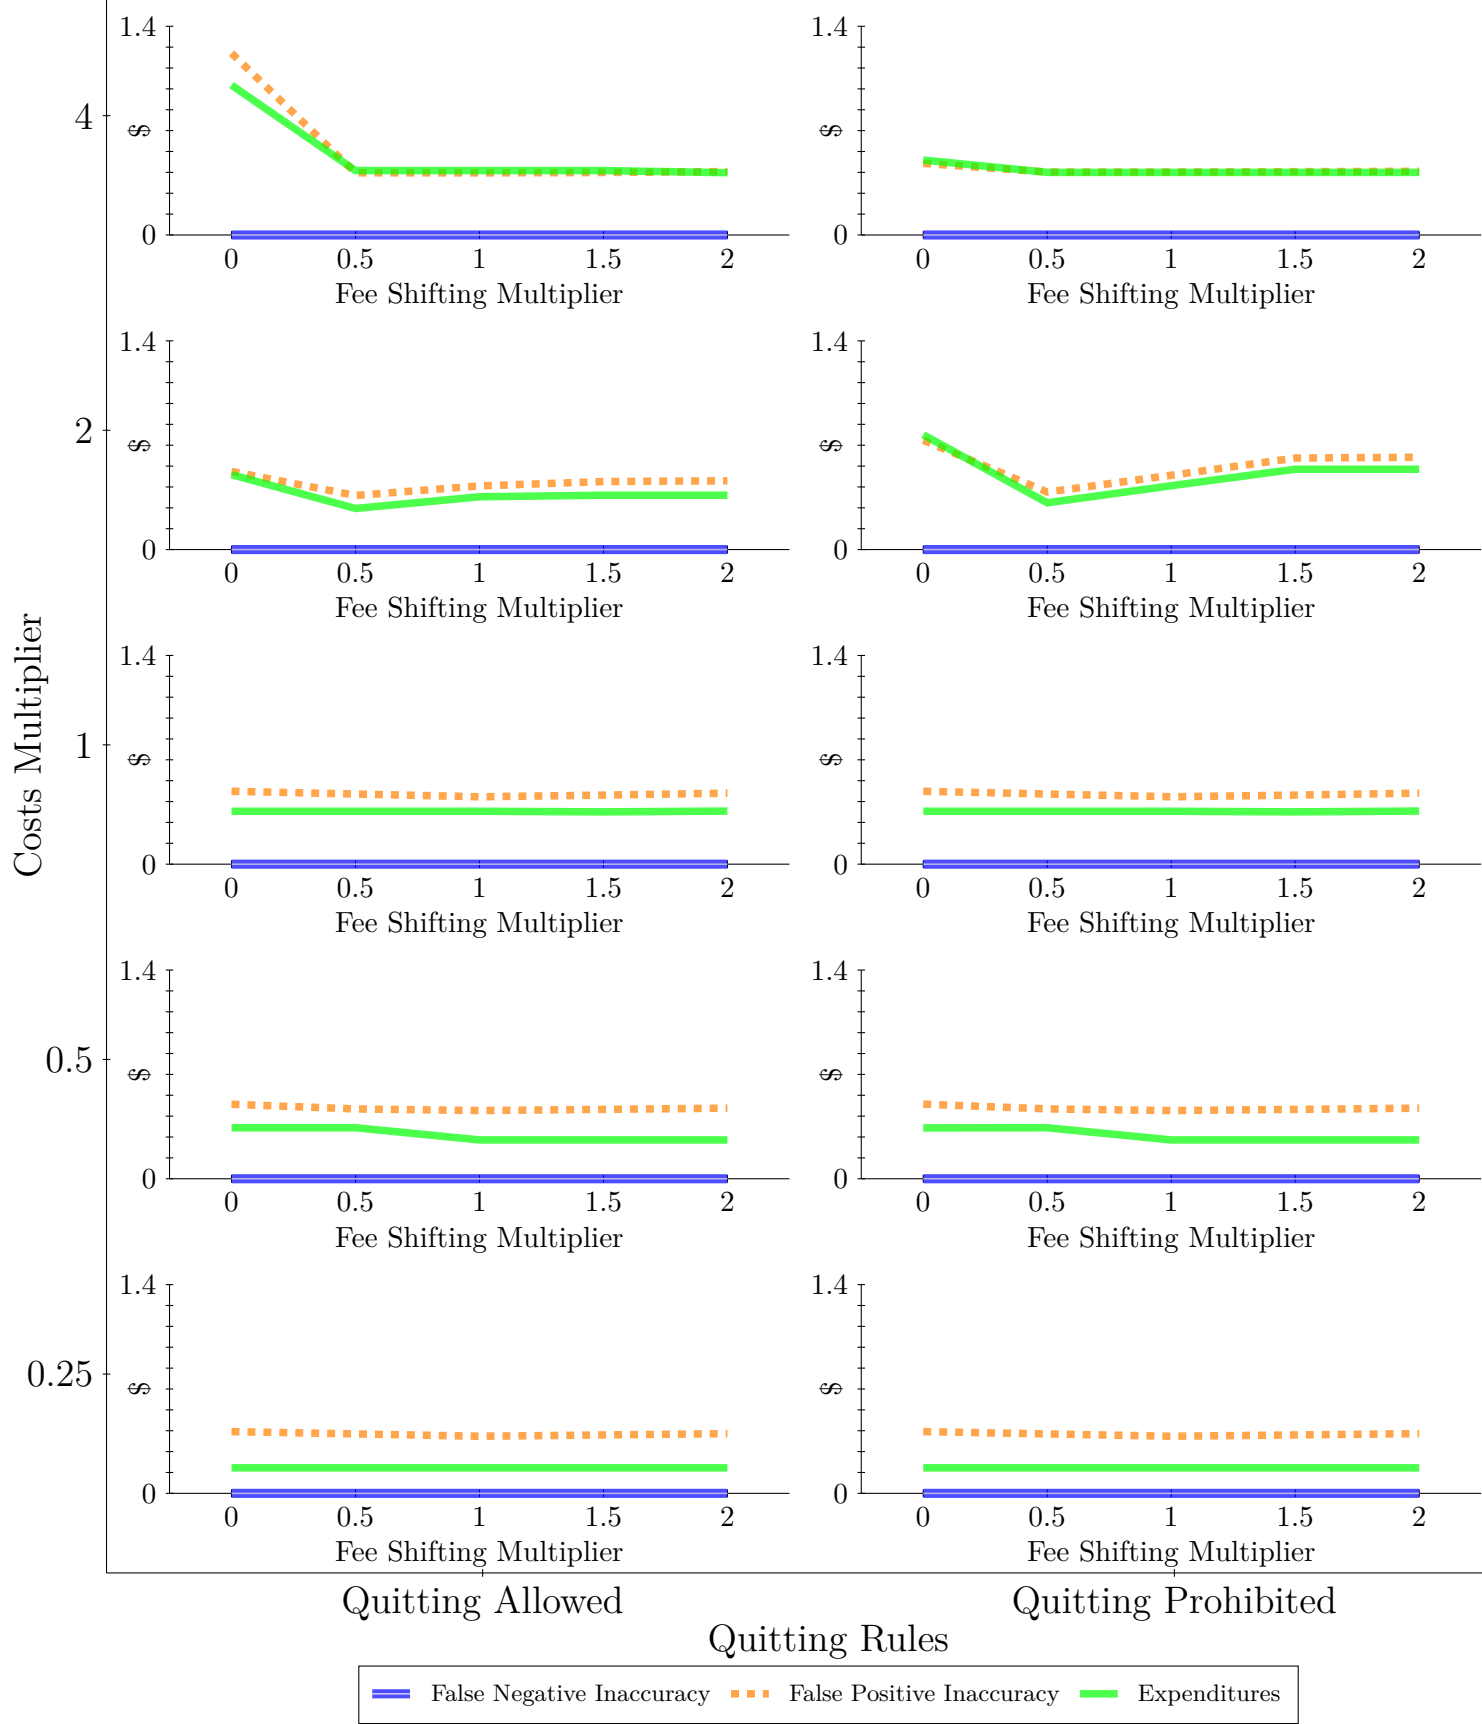 1.4 1.4
4 $ $
0 0
0 0.5 1 1.5 2 0 0.5 1 1.5 2
Fee Shifting Multiplier Fee Shifting Multiplier
1.4 1.4
2 $ $
0 0
0 0.5 1 1.5 2 0 0.5 1 1.5 2
Fee Shifting Multiplier Fee Shifting Multiplier
Costs Multiplier
1.4 1.4
1 $ $
0 0
0 0.5 1 1.5 2 0 0.5 1 1.5 2
Fee Shifting Multiplier Fee Shifting Multiplier
1.4 1.4
0.5 $ $
0 0
0 0.5 1 1.5 2 0 0.5 1 1.5 2
Fee Shifting Multiplier Fee Shifting Multiplier
1.4 1.4
0.25 $ $
0 0
0 0.5 1 1.5 2 0 0.5 1 1.5 2
Fee Shifting Multiplier Fee Shifting Multiplier
Quitting Allowed Quitting Prohibited
Quitting Rules
False Negative Inaccuracy False Positive Inaccuracy Expenditures